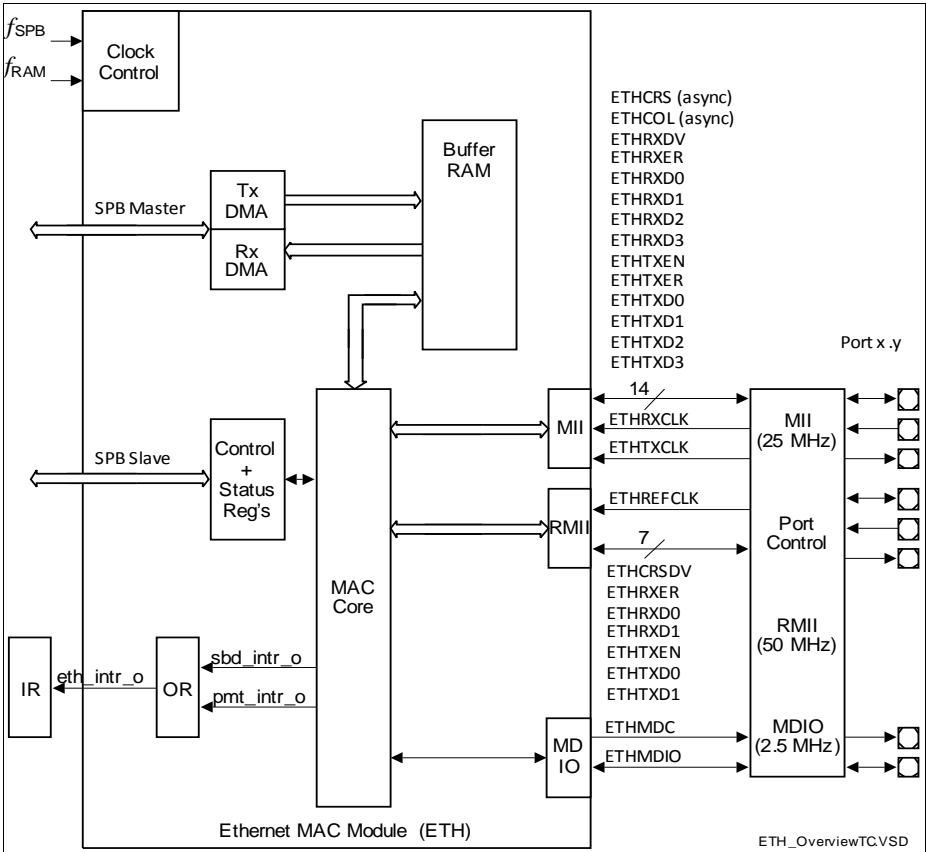 fSPB
fRAM
Clock
Control
ETHCRS (async)
ETHCOL (async)
ETHRXDV
ETHRXER
ETHRXD0
ETHRXD1
ETHRXD2
ETHRXD3
ETHTXEN
ETHTXER
ETHTXD0
ETHTXD1
ETHTXD2
ETHTXD3
Buffer
RAM
Tx
DMA
SPB Master
Rx
DMA
Port x .y
14
MII
ETHRXCLK
ETHTXCLK
MII
(25 MHz)
SPB Slave
Control
+
Status
Reg's
ETHREFCLK
RMII
7
Port
Control
ETHCRSDV
ETHRXER
ETHRXD0
ETHRXD1
ETHTXEN
ETHTXD0
ETHTXD1
MAC
Core
RMII
(50 MHz)
IR
eth_intr_o
OR
sbd_intr_o
pmt_intr_o
MD
IO
ETHMDC
ETHMDIO
MDIO
(2.5 MHz)
Ethernet MAC Module (ETH)
ETH_OverviewTC.VSD